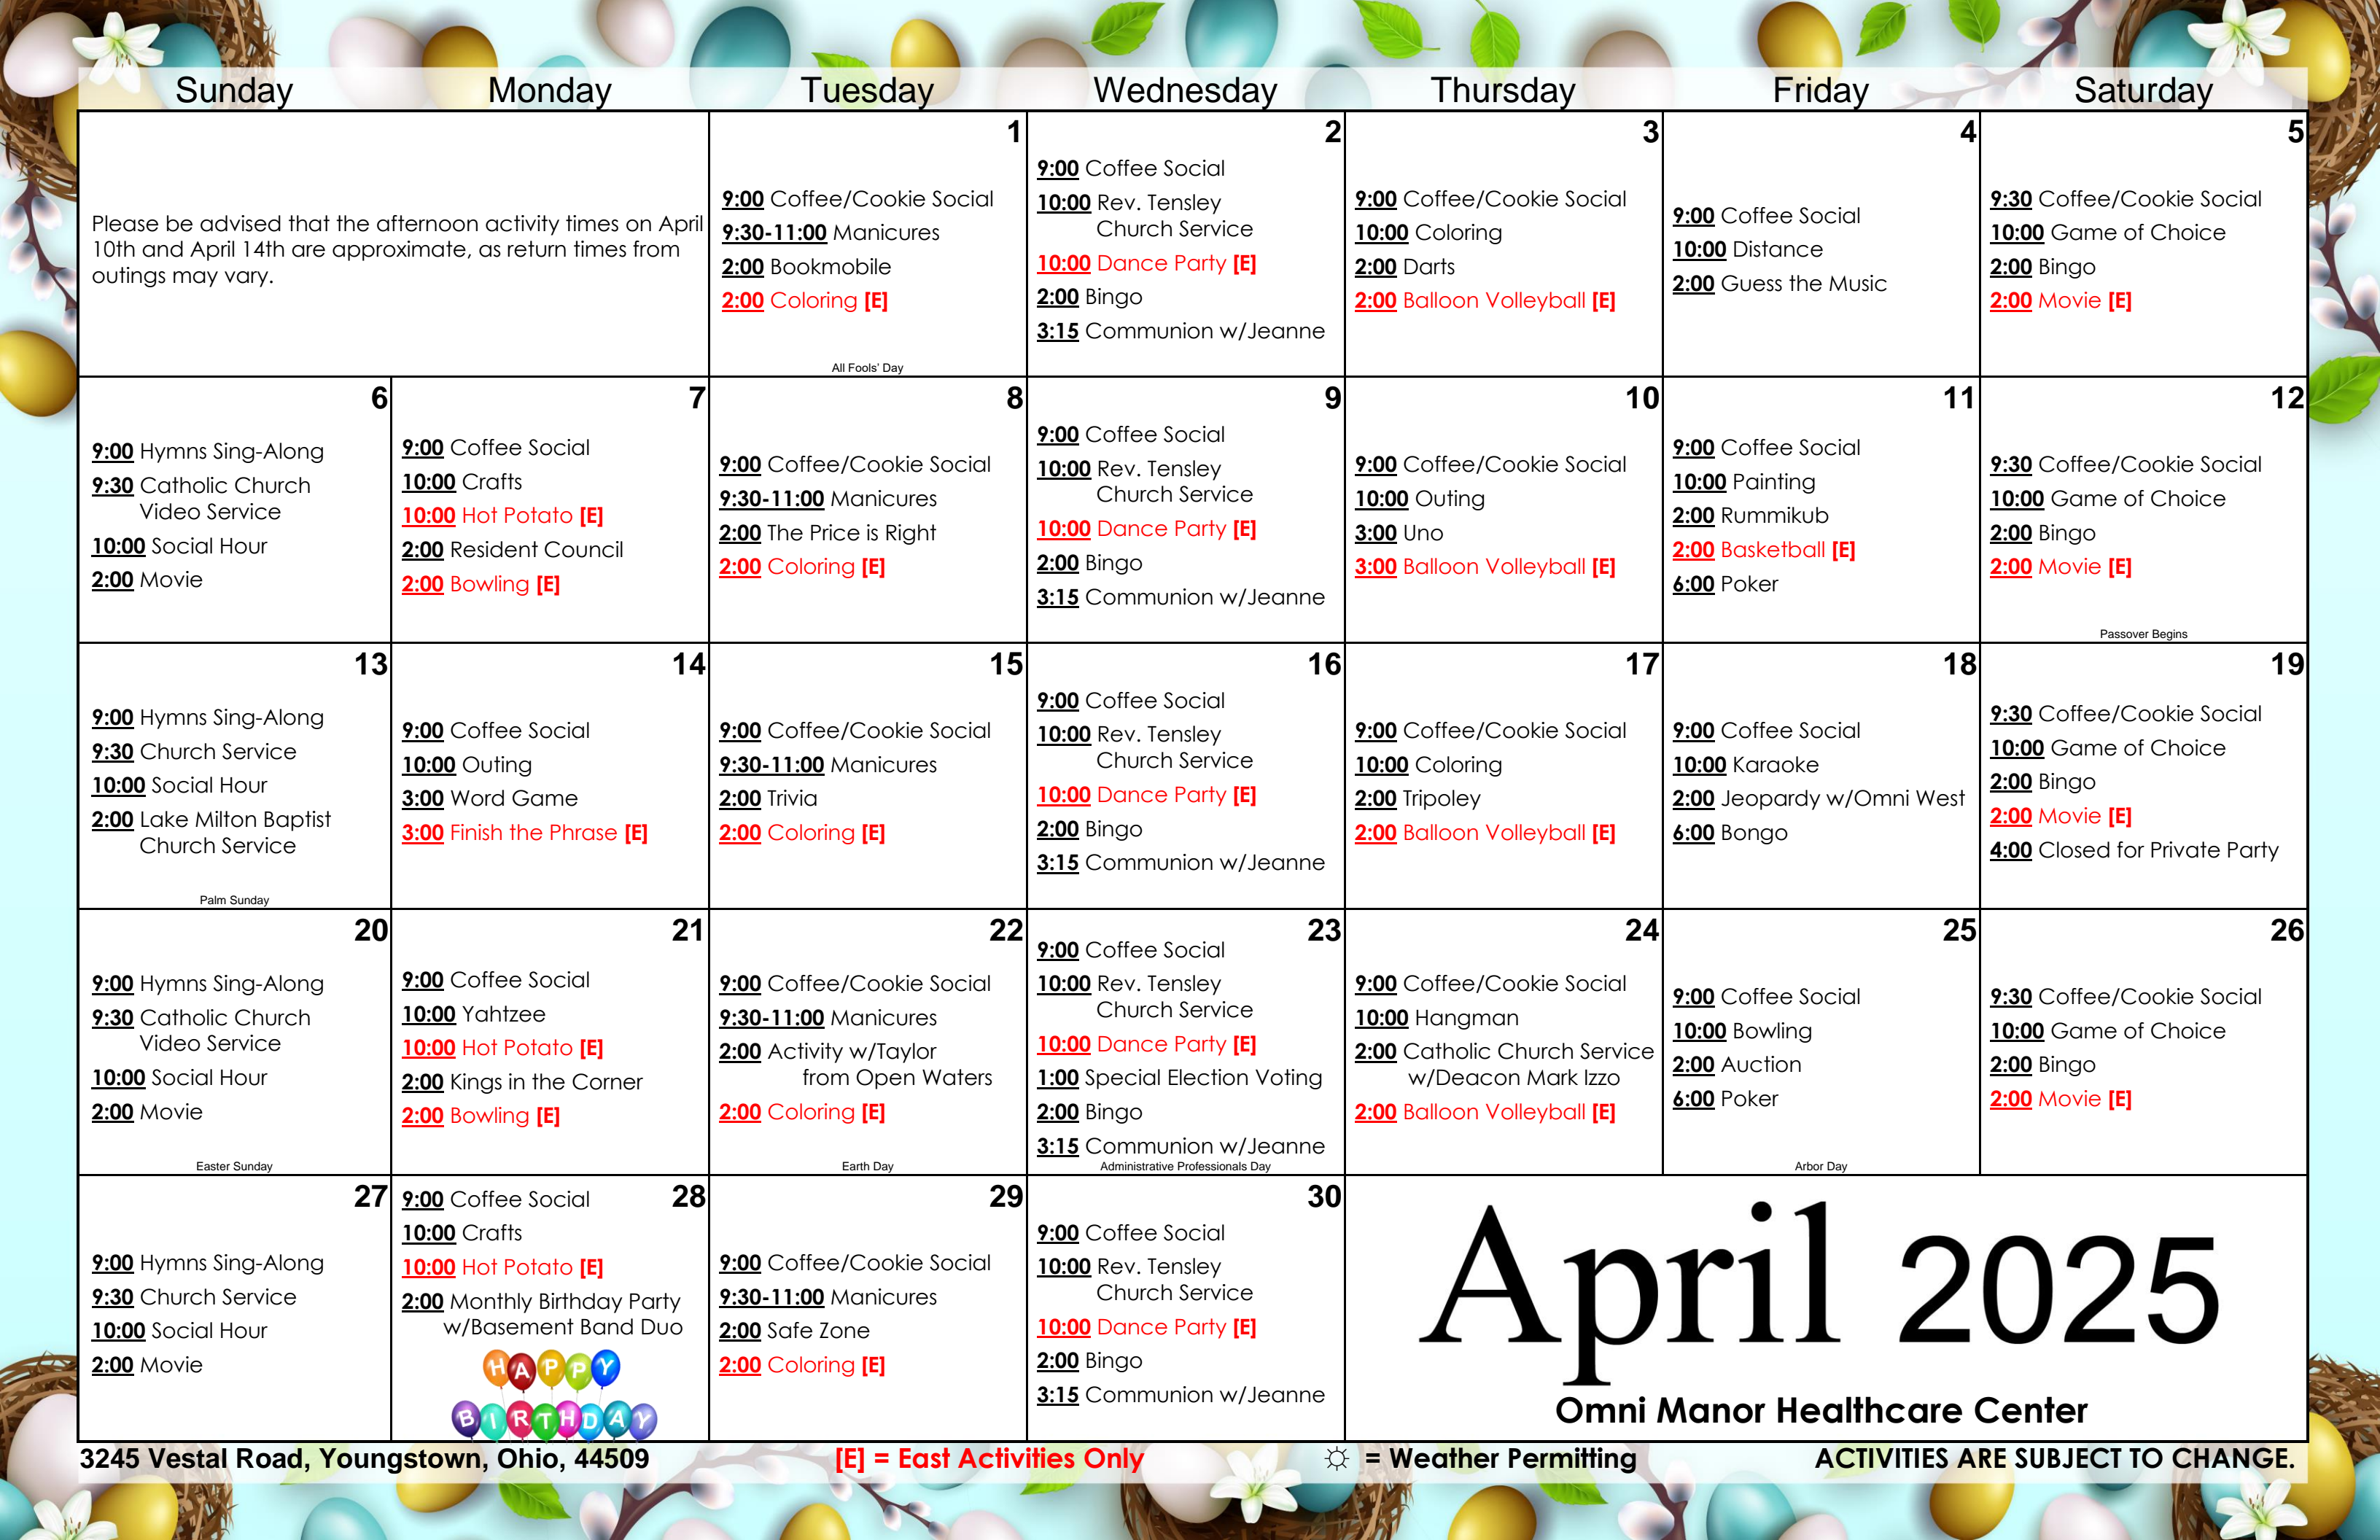 Sunday Monday Tuesday Wednesday Thursday Friday Saturday
Please be advised that the afternoon activity times on April
10th and April 14th are approximate, as return times from
outings may vary.
1
9:00 Coffee/Cookie Social
9:30-11:00 Manicures
2:00 Bookmobile
2:00 Coloring [E]
All Fools' Day
2
9:00 Coffee Social
10:00 Rev. Tensley
Church Service
10:00 Dance Party [E]
2:00 Bingo
3:15 Communion w/Jeanne
3
9:00 Coffee/Cookie Social
10:00 Coloring
2:00 Darts
2:00 Balloon Volleyball [E]
4
9:00 Coffee Social
10:00 Distance
2:00 Guess the Music
5
9:30 Coffee/Cookie Social
10:00 Game of Choice
2:00 Bingo
2:00 Movie [E]
6
9:00 Hymns Sing-Along
9:30 Catholic Church
Video Service
10:00 Social Hour
2:00 Movie
7
9:00 Coffee Social
10:00 Crafts
10:00 Hot Potato [E]
2:00 Resident Council
2:00 Bowling [E]
8
9:00 Coffee/Cookie Social
9:30-11:00 Manicures
2:00 The Price is Right
2:00 Coloring [E]
9
9:00 Coffee Social
10:00 Rev. Tensley
Church Service
10:00 Dance Party [E]
2:00 Bingo
3:15 Communion w/Jeanne
10
9:00 Coffee/Cookie Social
10:00 Outing
3:00 Uno
3:00 Balloon Volleyball [E]
11
9:00 Coffee Social
10:00 Painting
2:00 Rummikub
2:00 Basketball [E]
6:00 Poker
12
9:30 Coffee/Cookie Social
10:00 Game of Choice
2:00 Bingo
2:00 Movie [E]
Passover Begins
13
9:00 Hymns Sing-Along
9:30 Church Service
10:00 Social Hour
2:00 Lake Milton Baptist
Church Service
Palm Sunday
14
9:00 Coffee Social
10:00 Outing
3:00 Word Game
3:00 Finish the Phrase [E]
15
9:00 Coffee/Cookie Social
9:30-11:00 Manicures
2:00 Trivia
2:00 Coloring [E]
16
9:00 Coffee Social
10:00 Rev. Tensley
Church Service
10:00 Dance Party [E]
2:00 Bingo
3:15 Communion w/Jeanne
17
9:00 Coffee/Cookie Social
10:00 Coloring
2:00 Tripoley
2:00 Balloon Volleyball [E]
18
9:00 Coffee Social
10:00 Karaoke
2:00 Jeopardy w/Omni West
6:00 Bongo
19
9:30 Coffee/Cookie Social
10:00 Game of Choice
2:00 Bingo
2:00 Movie [E]
4:00 Closed for Private Party
20
9:00 Hymns Sing-Along
9:30 Catholic Church
Video Service
10:00 Social Hour
2:00 Movie
Easter Sunday
21
9:00 Coffee Social
10:00 Yahtzee
10:00 Hot Potato [E]
2:00 Kings in the Corner
2:00 Bowling [E]
22
9:00 Coffee/Cookie Social
9:30-11:00 Manicures
2:00 Activity w/Taylor
from Open Waters
2:00 Coloring [E]
Earth Day
23
9:00 Coffee Social
10:00 Rev. Tensley
Church Service
10:00 Dance Party [E]
1:00 Special Election Voting
2:00 Bingo
3:15 Communion w/Jeanne
Administrative Professionals Day
24
9:00 Coffee/Cookie Social
10:00 Hangman
2:00 Catholic Church Service
w/Deacon Mark Izzo
2:00 Balloon Volleyball [E]
25
9:00 Coffee Social
10:00 Bowling
2:00 Auction
6:00 Poker
Arbor Day
26
9:30 Coffee/Cookie Social
10:00 Game of Choice
2:00 Bingo
2:00 Movie [E]
27
9:00 Hymns Sing-Along
9:30 Church Service
10:00 Social Hour
2:00 Movie
28
9:00 Coffee Social
10:00 Crafts
10:00 Hot Potato [E]
2:00 Monthly Birthday Party
w/Basement Band Duo
HAPPY
BIRTHDAY
29
9:00 Coffee/Cookie Social
9:30-11:00 Manicures
2:00 Safe Zone
2:00 Coloring [E]
30
9:00 Coffee Social
10:00 Rev. Tensley
Church Service
10:00 Dance Party [E]
2:00 Bingo
3:15 Communion w/Jeanne
April 2025
Omni Manor Healthcare Center
3245 Vestal Road, Youngstown, Ohio, 44509 [E] = East Activities Only ☼ = Weather Permitting ACTIVITIES ARE SUBJECT TO CHANGE.